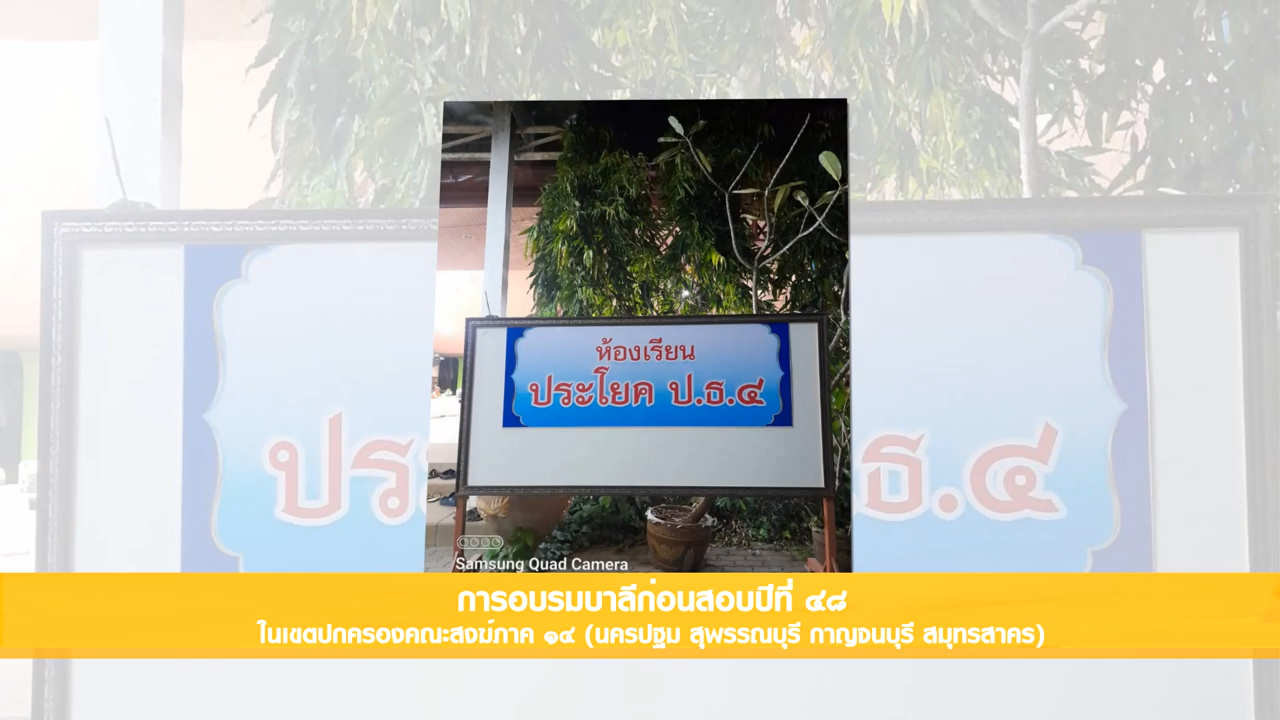 ห้องเรียน
ประโยค ป.ธ.๔
ปร
ธ.๔
Samsung Quad Camera
การอบรมบาลีก่อนสอบปีที่ ๔๘
ในเขตปกครองคณะสงฆ์ภาค ๑๔ (นครปฐม สุพรรณบุรี กาญจนบุรี สมุทรสาคร)